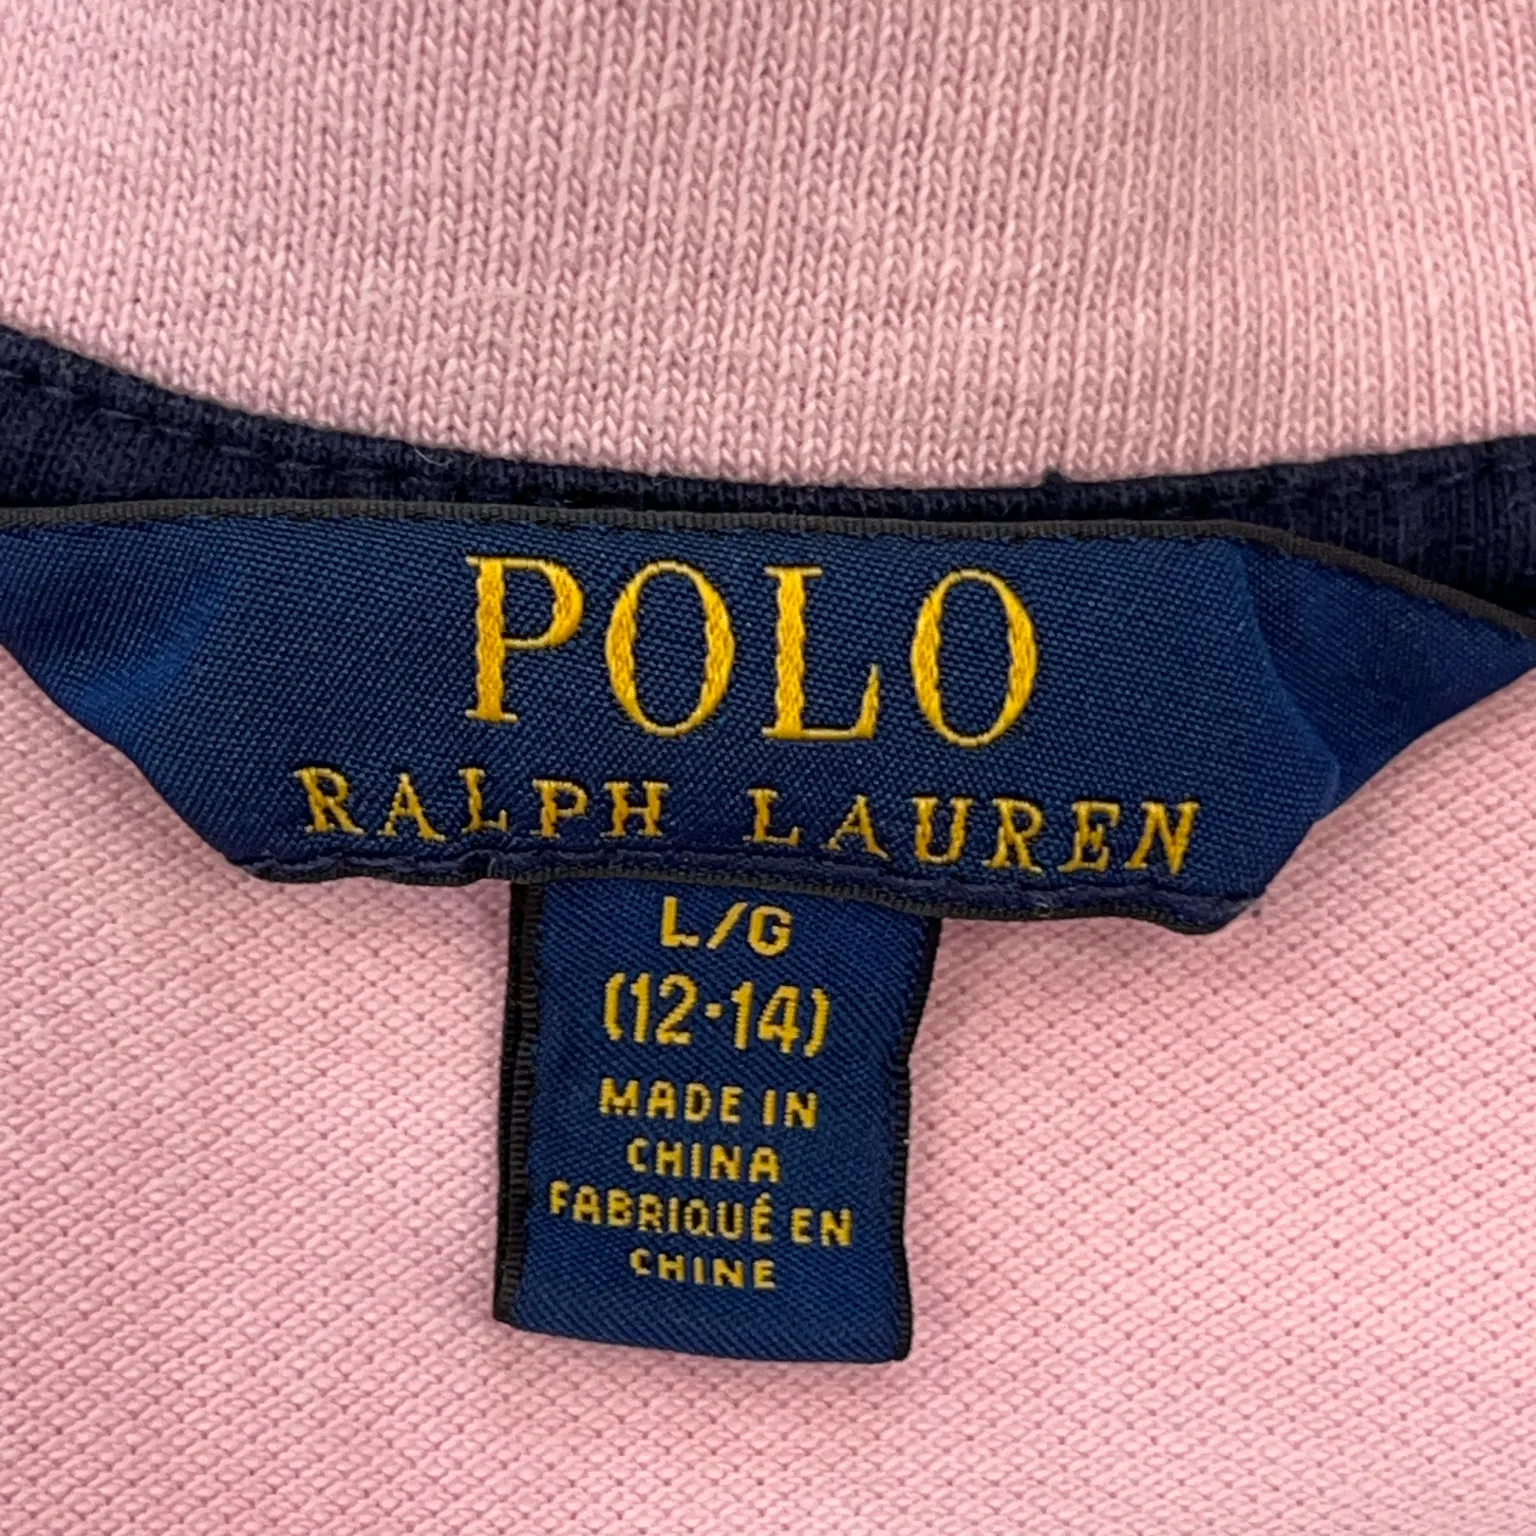 POLO
RALPH LAUREN
L/G
(12-14)
MADE IN
CHINA
FABRIQUÉ EN
CHINE